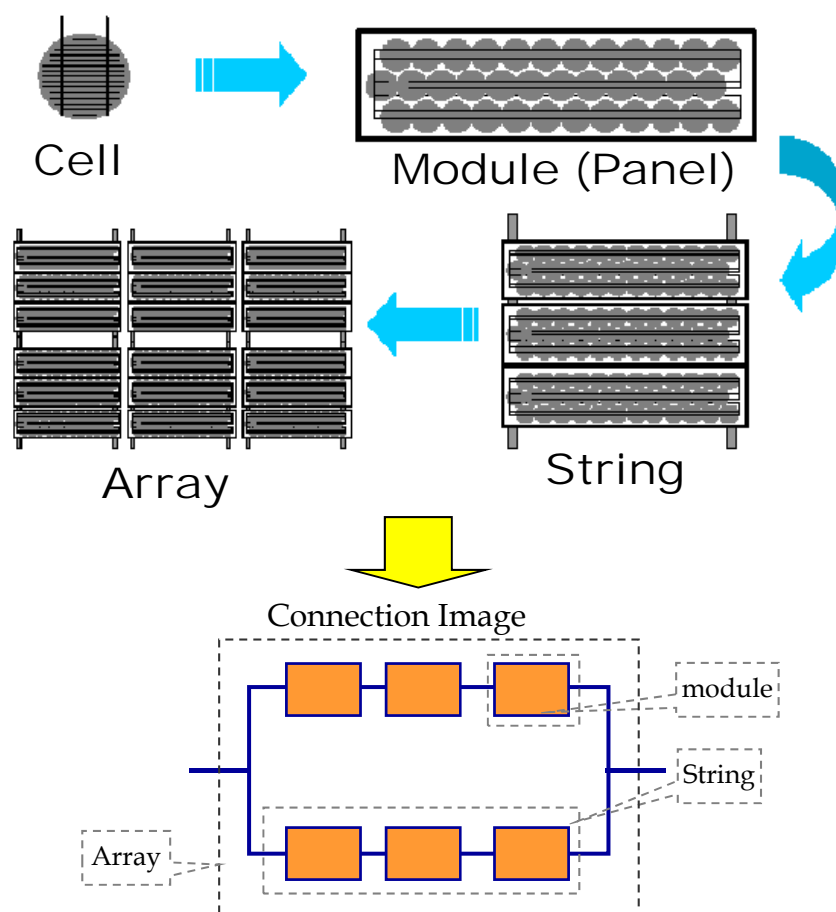 Cell
Module (Panel)
Array
String
Connection Image
module
String
Array